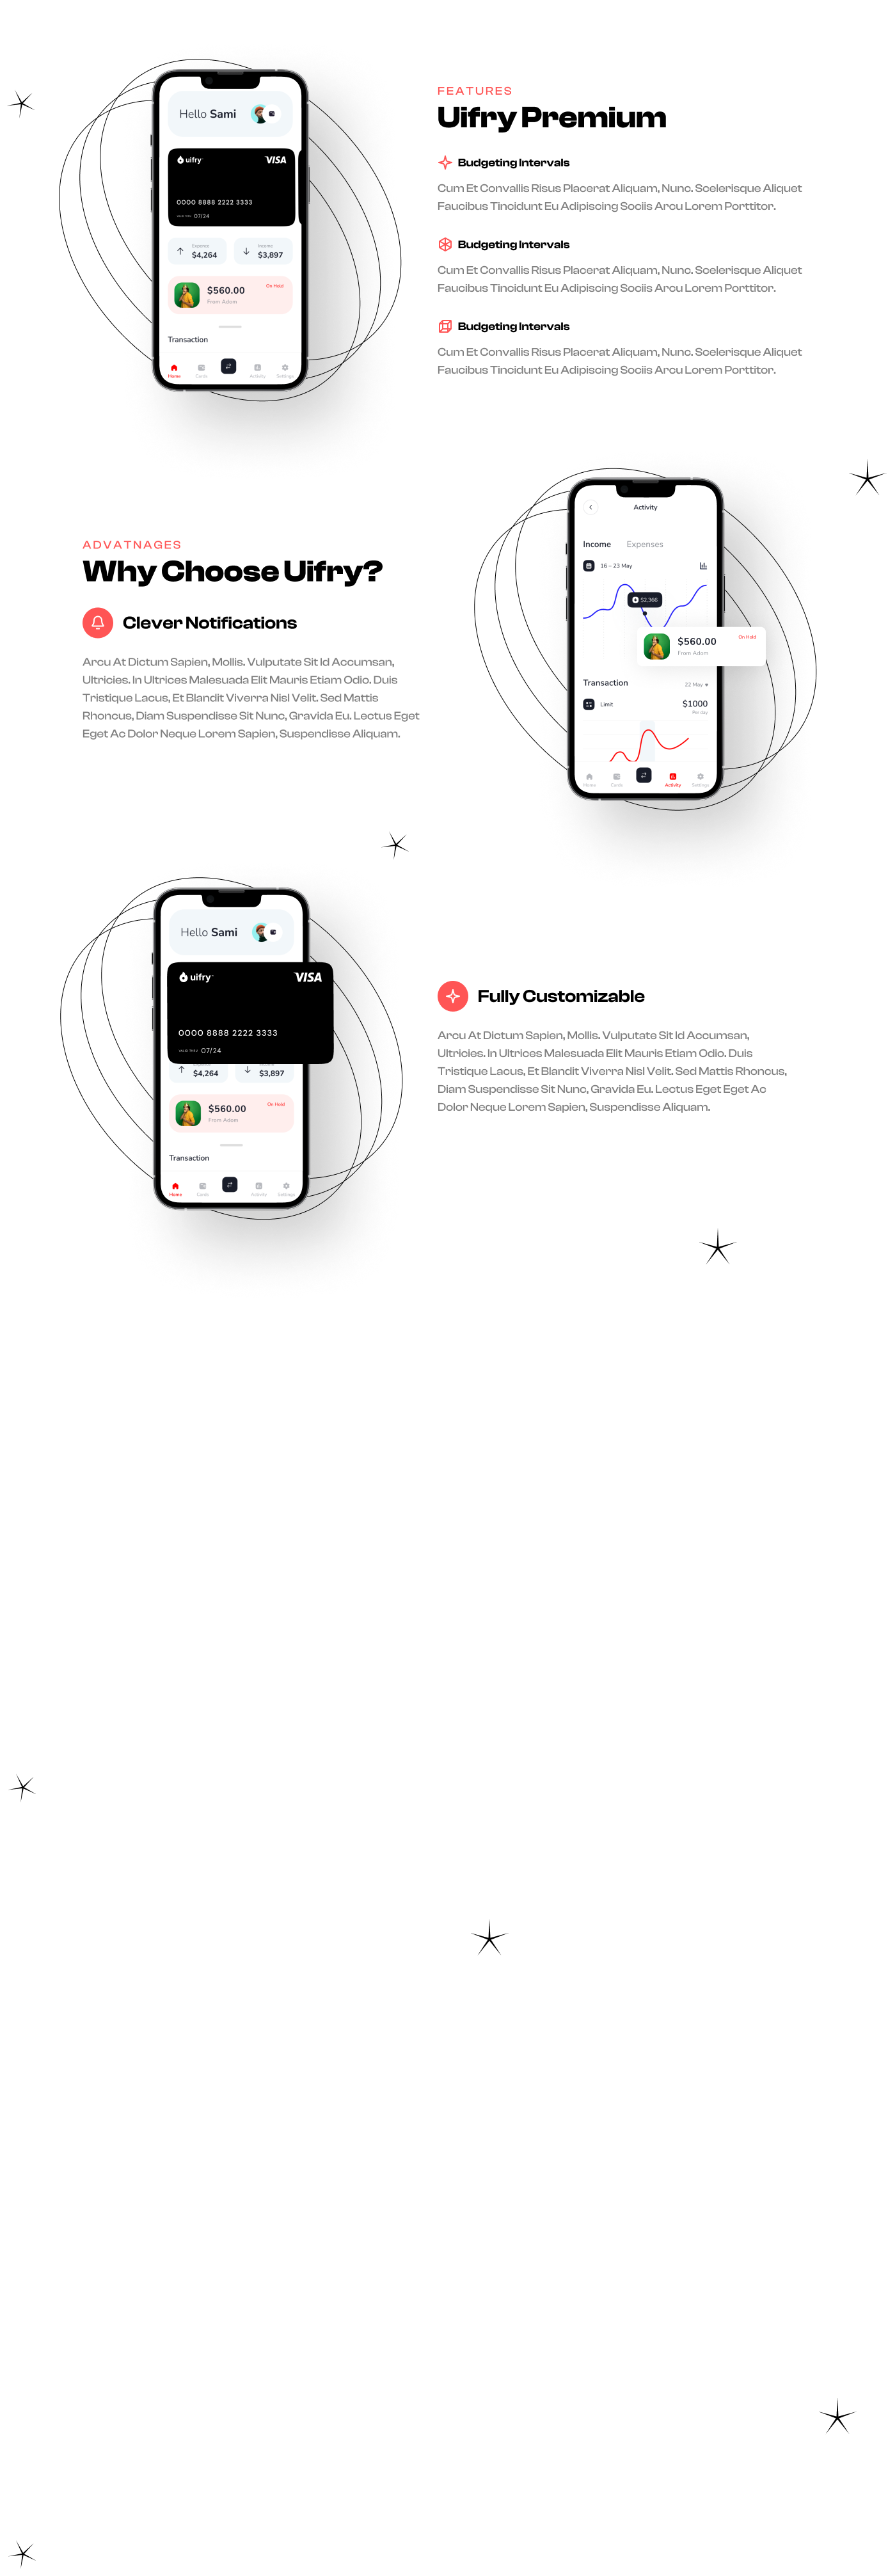 Hello Sami
uifry
VISA
0000 8888 2222 3333
VALID THRU 07/24
Expense
$4,264
Income
$3,897
$560.00
From Adom
On Hold
Transaction
Home
Cards
Activity
Settings
FEATURES
Uifry Premium
Budgeting Intervals
Cum Et Convallis Risus Placerat Aliquam, Nunc. Scelerisque Aliquet
Faucibus Tincidunt Eu Adipiscing Sociis Arcu Lorem Porttitor.
Budgeting Intervals
Cum Et Convallis Risus Placerat Aliquam, Nunc. Scelerisque Aliquet
Faucibus Tincidunt Eu Adipiscing Sociis Arcu Lorem Porttitor.
Budgeting Intervals
Cum Et Convallis Risus Placerat Aliquam, Nunc. Scelerisque Aliquet
Faucibus Tincidunt Eu Adipiscing Sociis Arcu Lorem Porttitor.
ADVATNAGES
Why Choose Uifry?
Clever Notifications
Arcu At Dictum Sapien, Mollis. Vulputate Sit Id Accumsan,
Ultricies. In Ultrices Malesuada Elit Mauris Etiam Odio. Duis
Tristique Lacus, Et Blandit Viverra Nisl Velit. Sed Mattis
Rhoncus, Diam Suspendisse Sit Nunc, Gravida Eu. Lectus Eget
Eget Ac Dolor Neque Lorem Sapien, Suspendisse Aliquam.
Activity
Income
Expenses
16 – 23 May
$2,366
$560.00
From Adom
On Hold
Transaction
22 May
Limit
$1000
Per day
Home
Cards
Activity
Settings
Hello Sami
uifry
VISA
0000 8888 2222 3333
VALID THRU 07/24
$4,264
$3,897
$560.00
From Adom
On Hold
Transaction
Home
Cards
Activity
Settings
Fully Customizable
Arcu At Dictum Sapien, Mollis. Vulputate Sit Id Accumsan,
Ultricies. In Ultrices Malesuada Elit Mauris Etiam Odio. Duis
Tristique Lacus, Et Blandit Viverra Nisl Velit. Sed Mattis Rhoncus,
Diam Suspendisse Sit Nunc, Gravida Eu. Lectus Eget Eget Ac
Dolor Neque Lorem Sapien, Suspendisse Aliquam.